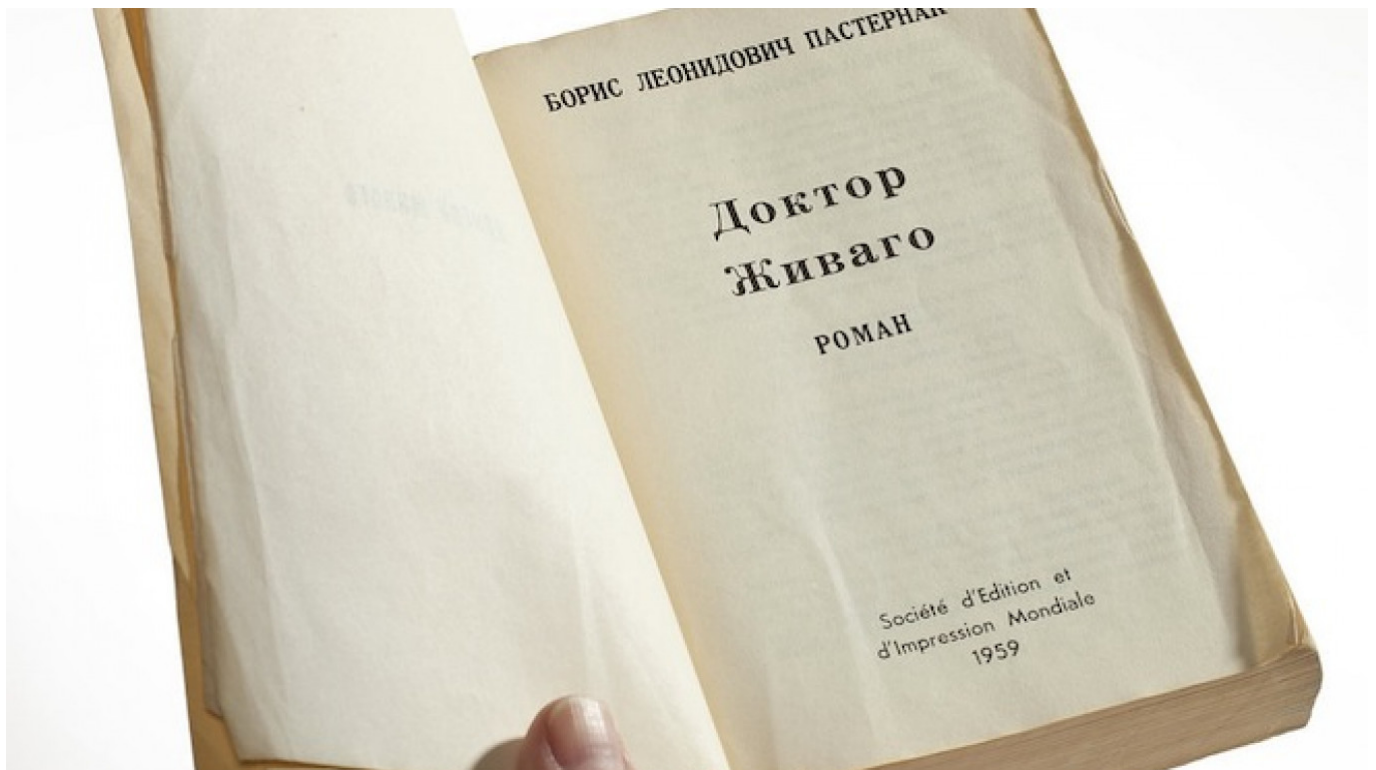 БОРИС ЛЕОНИДОВИЧ ПАСТЕРНАК
Доктор
Живаго
РОМАН
Société d'Edition et
d'Impression Mondiale
1959